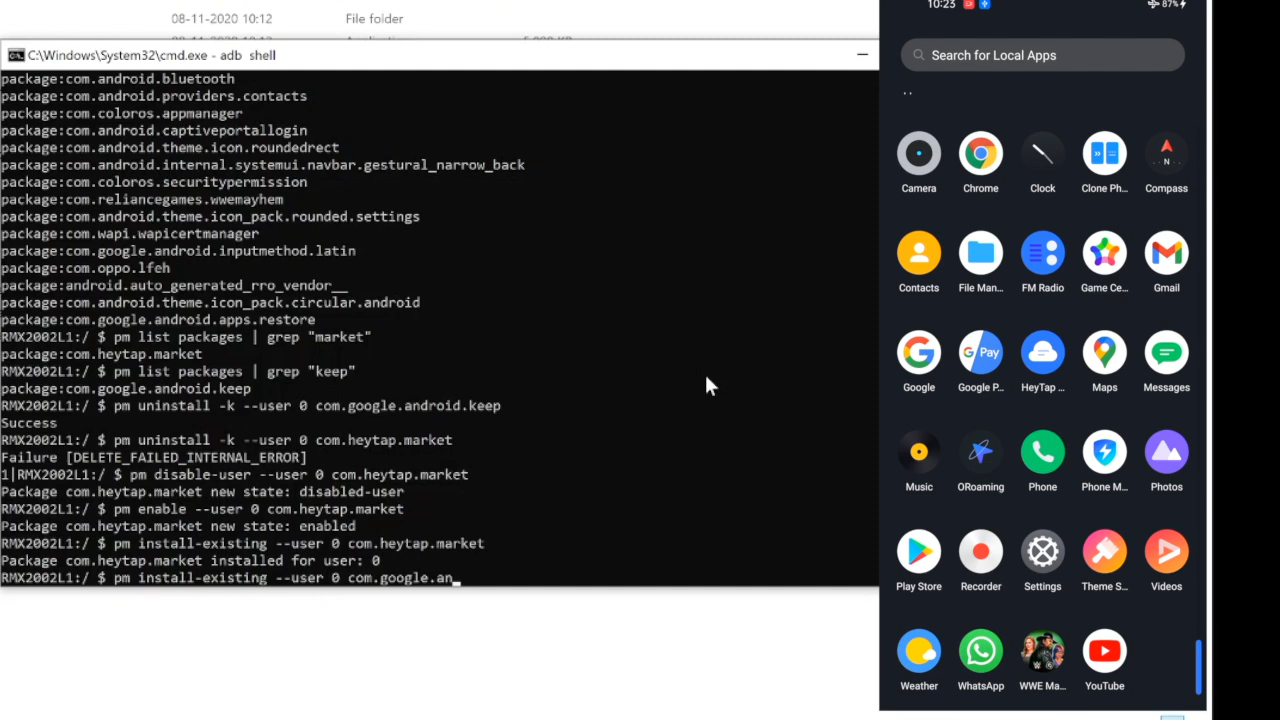 08-11-2020 10:12 File folder
C:\Windows\System32\cmd.exe - adb shell
package:com.android.bluetooth
package:com.android.providers.contacts
package:com.coloros.appmanager
package:com.android.captiveportallogin
package:com.android.theme.icon.roundedrect
package:com.android.internal.systemui.navbar.gestural_narrow_back
package:com.coloros.securitypermission
package:com.reliancegames.wwemayhem
package:com.android.theme.icon_pack.rounded.settings
package:com.wapi.wapicertmanager
package:com.google.android.inputmethod.latin
package:com.oppo.lfeh
package:android.auto_generated_rro_vendor__
package:com.android.theme.icon_pack.circular.android
package:com.google.android.apps.restore
RMX2002L1:/ $ pm list packages | grep "market"
package:com.heytap.market
RMX2002L1:/ $ pm list packages | grep "keep"
package:com.google.android.keep
RMX2002L1:/ $ pm uninstall -k --user 0 com.google.android.keep
Success
RMX2002L1:/ $ pm uninstall -k --user 0 com.heytap.market
Failure [DELETE_FAILED_INTERNAL_ERROR]
1|RMX2002L1:/ $ pm disable-user --user 0 com.heytap.market
Package com.heytap.market new state: disabled-user
RMX2002L1:/ $ pm enable --user 0 com.heytap.market
Package com.heytap.market new state: enabled
RMX2002L1:/ $ pm install-existing --user 0 com.heytap.market
Package com.heytap.market installed for user: 0
RMX2002L1:/ $ pm install-existing --user 0 com.google.an_
10:23 87%
Search for Local Apps
Camera Chrome Clock Clone Ph... Compass
Contacts File Man... FM Radio Game Ce... Gmail
G Pay
Google Google P... HeyTap ... Maps Messages
Music ORoaming Phone Phone M... Photos
Play Store Recorder Settings Theme S... Videos
Weather WhatsApp WWE Ma... YouTube